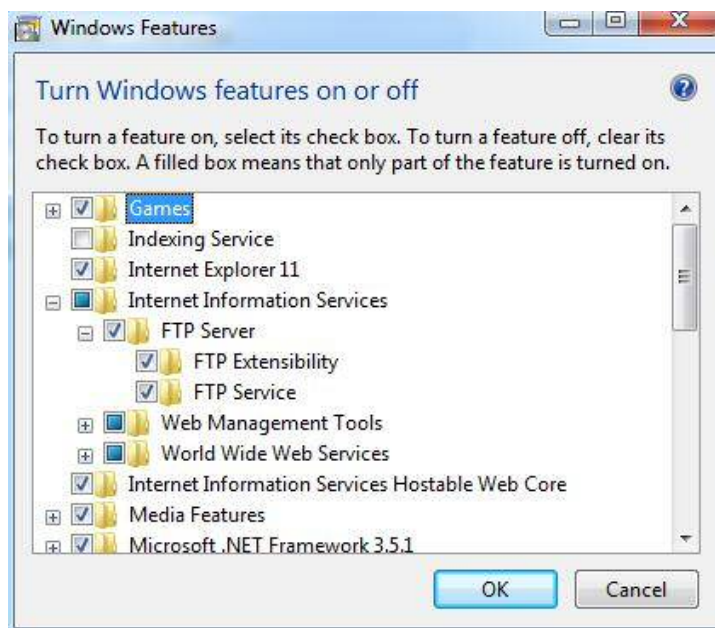 Windows Features
Turn Windows features on or off
To turn a feature on, select its check box. To turn a feature off, clear its
check box. A filled box means that only part of the feature is turned on.
Games
Indexing Service
Internet Explorer 11
Internet Information Services
FTP Server
FTP Extensibility
FTP Service
Web Management Tools
World Wide Web Services
Internet Information Services Hostable Web Core
Media Features
Microsoft .NET Framework 3.5.1
OK
Cancel